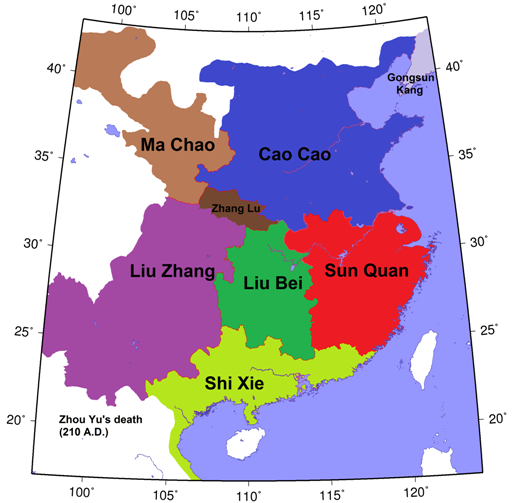 100° 105° 110° 115° 120°
40° 40°
Gongsun
Kang
Ma Chao
Cao Cao
35° 35°
Zhang Lu
30° 30°
Liu Zhang
Sun Quan
Liu Bei
25° 25°
Shi Xie
Zhou Yu's death
(210 A.D.)
20° 20°
100° 105° 110° 115° 120°